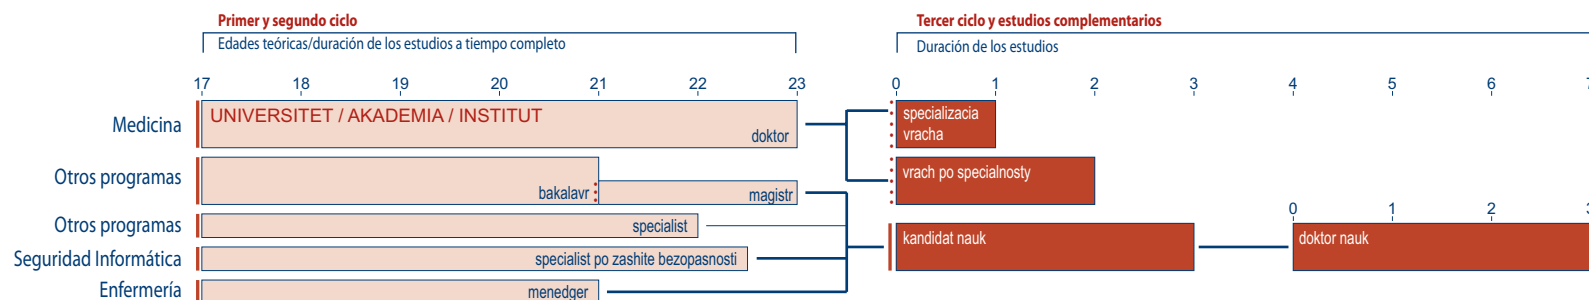 Primer y segundo ciclo
Edades teóricas/duración de los estudios a tiempo completo
17 18 19 20 21 22 23
Tercer ciclo y estudios complementarios
Duración de los estudios
0 1 2 3 4 5 6 7
Medicina
UNIVERSITET / AKADEMIA / INSTITUT
doktor
specializacia
vracha
Otros programas
bakalavr
magistr
vrach po specialnosty
Otros programas
specialist
0 1 2 3
kandidat nauk
doktor nauk
Seguridad Informática
specialist po zashite bezopasnosti
Enfermería
menedger